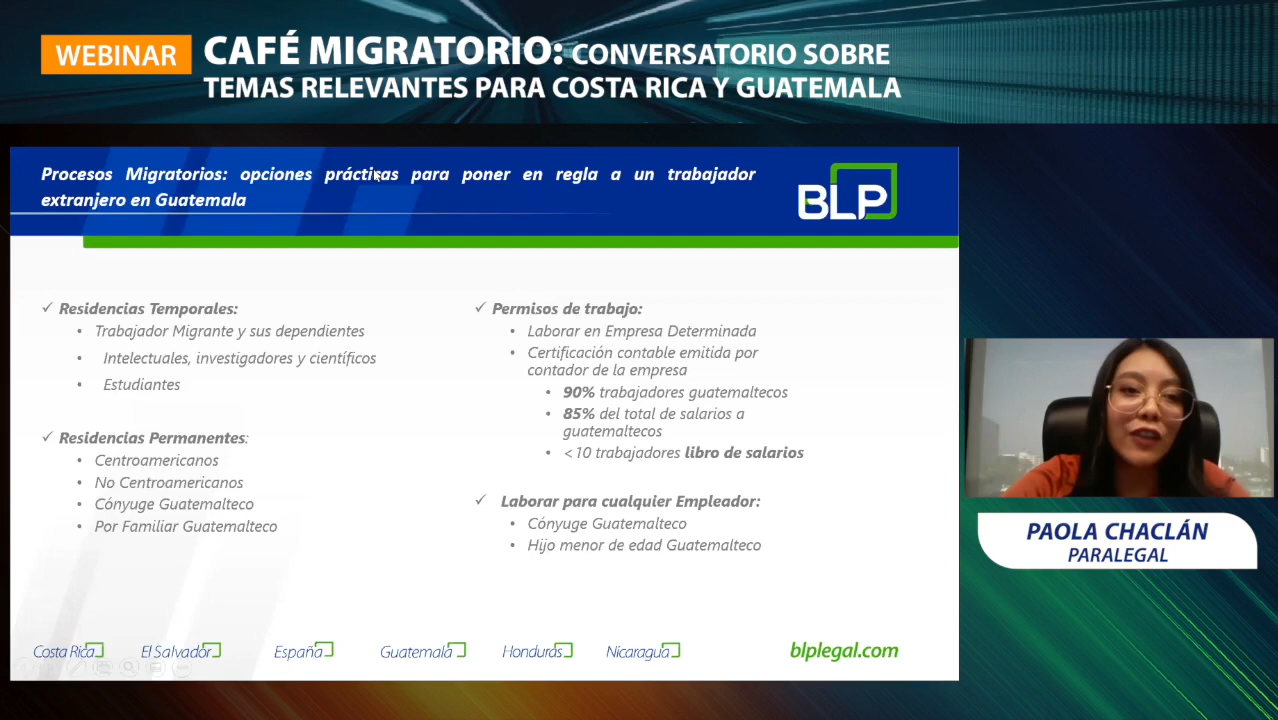 WEBINAR
CAFÉ MIGRATORIO: CONVERSATORIO SOBRE
TEMAS RELEVANTES PARA COSTA RICA Y GUATEMALA
Procesos Migratorios: opciones prácticas para poner en regla a un trabajador
extranjero en Guatemala
BLP
✓ Residencias Temporales:
• Trabajador Migrante y sus dependientes
• Intelectuales, investigadores y científicos
• Estudiantes
✓ Residencias Permanentes:
• Centroamericanos
• No Centroamericanos
• Cónyuge Guatemalteco
• Por Familiar Guatemalteco
✓ Permisos de trabajo:
• Laborar en Empresa Determinada
• Certificación contable emitida por
contador de la empresa
• 90% trabajadores guatemaltecos
• 85% del total de salarios a
guatemaltecos
• <10 trabajadores libro de salarios
✓ Laborar para cualquier Empleador:
• Cónyuge Guatemalteco
• Hijo menor de edad Guatemalteco
PAOLA CHACLÁN
PARALEGAL
Costa Rica El Salvador España Guatemala Honduras Nicaragua blplegal.com